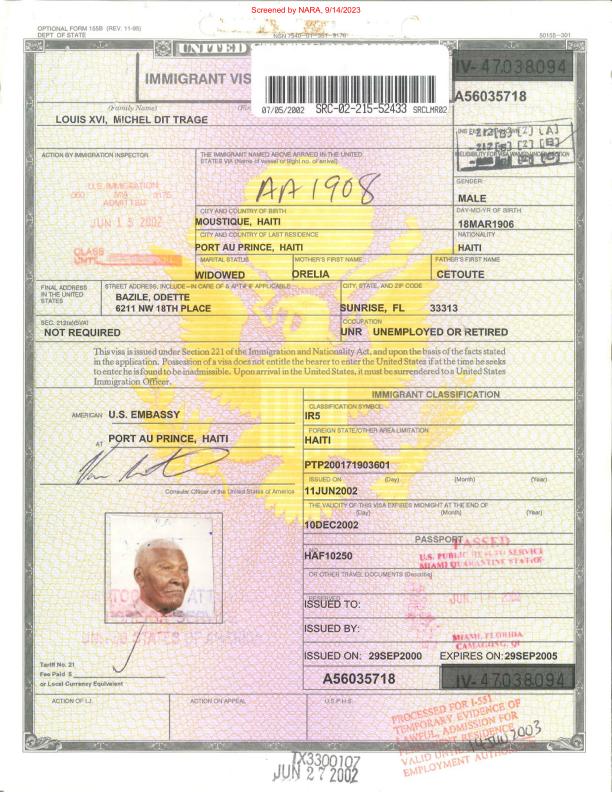 Screened by NARA, 9/14/2023
OPTIONAL FORM 155B (REV. 11-95)
DEPT OF STATE
50155-301
UNITED
IMMIGRANT VIS
IV- 47038094
07/05/2002 SRC-02-215-52433 SRCLMR02
A56035718
(Family Name)
LOUIS XVI, MICHEL DIT TRAGE
ACTION BY IMMIGRATION INSPECTOR
THE IMMIGRANT NAMED ABOVE ARRIVED IN THE UNITED
STATES VIA (Name of vessel or flight no. of arrival)
AA 1908
U.S. IMMIGRATION
ADMITTED
JUN 15 2002
CLASS
UNTIL
GENDER
MALE
CITY AND COUNTRY OF BIRTH
MOUSTIQUE, HAITI
DAY-MO-YR OF BIRTH
18MAR1906
CITY AND COUNTRY OF LAST RESIDENCE
PORT AU PRINCE, HAITI
NATIONALITY
HAITI
MARITAL STATUS
WIDOWED
MOTHER'S FIRST NAME
ORELIA
FATHER'S FIRST NAME
CETOUTE
FINAL ADDRESS
IN THE UNITED
STATES
STREET ADDRESS, INCLUDE-IN CARE OF & APT# IF APPLICABLE
BAZILE, ODETTE
6211 NW 18TH PLACE
CITY, STATE, AND ZIP CODE
SUNRISE, FL 33313
SEC. 212(a)(5)(A)
NOT REQUIRED
OCCUPATION
UNR UNEMPLOYED OR RETIRED
This visa is issued under Section 221 of the Immigration and Nationality Act, and upon the basis of the facts stated
in the application. Possession of a visa does not entitle the bearer to enter the United States if at the time he seeks
to enter he is found to be inadmissible. Upon arrival in the United States, it must be surrendered to a United States
Immigration Officer.
IMMIGRANT CLASSIFICATION
AMERICAN U.S. EMBASSY
AT PORT AU PRINCE, HAITI
Consular Officer of the United States of America
CLASSIFICATION SYMBOL
IR5
FOREIGN STATE/OTHER AREA LIMITATION
HAITI
PTP200171903601
ISSUED ON (Day) (Month) (Year)
11JUN2002
THE VALIDITY OF THIS VISA EXPIRES MIDNIGHT AT THE END OF
(Day) (Month) (Year)
10DEC2002
PASSPORT
HAF10250
PASSED
U.S. PUBLIC HEALTH SERVICE
MIAMI QUARANTINE STATION
OR OTHER TRAVEL DOCUMENTS (Describe)
RESERVED
ISSUED TO:
ISSUED BY:
MIAMI, FLORIDA
ISSUED ON: 29SEP2000 EXPIRES ON: 29SEP2005
A56035718
IV- 47038094
Tariff No. 21
Fee Paid $
or Local Currency Equivalent
ACTION OF I.J.
ACTION ON APPEAL
U.S.P.H.S.
PROCESSED FOR I-551
TEMPORARY EVIDENCE OF
LAWFUL ADMISSION FOR
PERMANENT RESIDENCE
VALID UNTIL 14 JUN 2003
EMPLOYMENT AUTHORIZED
TX3300107
JUN 27 2002